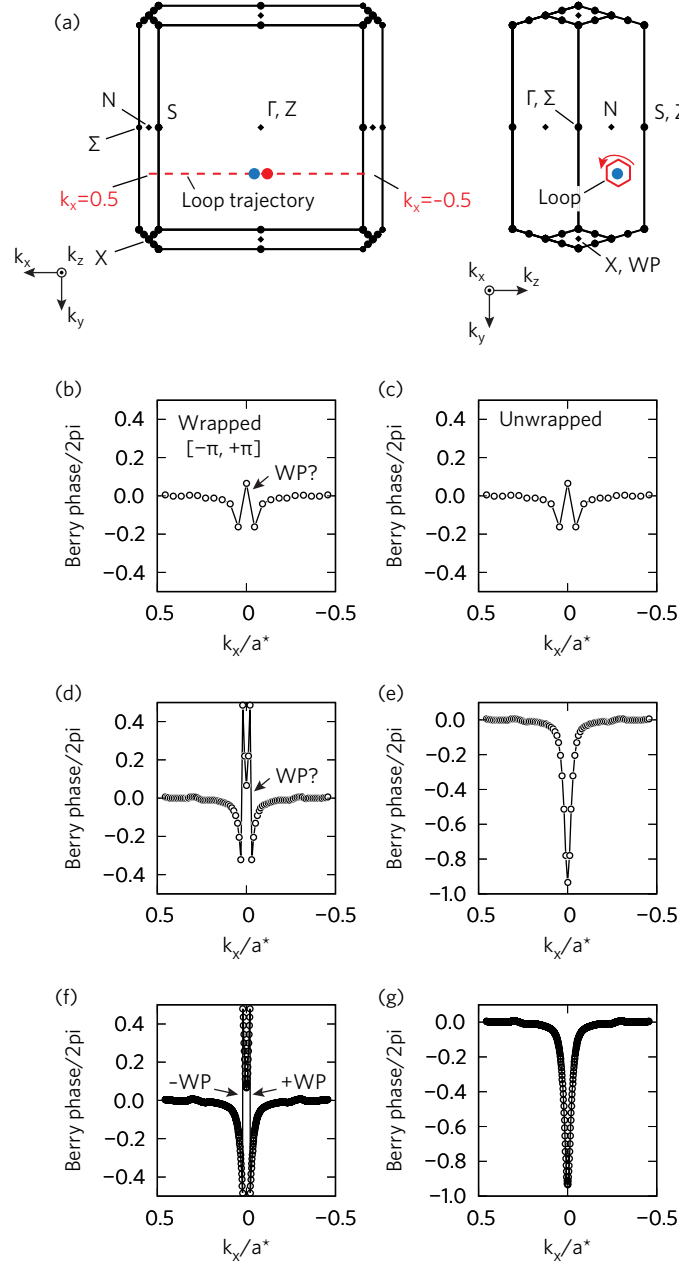 (a)
N
S
Γ, Z
Σ
k_x=0.5
Loop trajectory
k_x=−0.5
X
k_x
k_z
k_y
Γ, Σ
N
S, Z
Loop
X, WP
k_x
k_z
k_y
(b)
Berry phase/2pi
0.4
0.2
0.0
−0.2
−0.4
Wrapped
[−π, +π]
WP?
0.5
0
−0.5
k_x/a*
(c)
Berry phase/2pi
0.4
0.2
0.0
−0.2
−0.4
Unwrapped
0.5
0
−0.5
k_x/a*
(d)
Berry phase/2pi
0.4
0.2
0.0
−0.2
−0.4
WP?
0.5
0
−0.5
k_x/a*
(e)
Berry phase/2pi
0.0
−0.2
−0.4
−0.6
−0.8
−1.0
0.5
0
−0.5
k_x/a*
(f)
Berry phase/2pi
0.4
0.2
0.0
−0.2
−0.4
−WP
+WP
0.5
0
−0.5
k_x/a*
(g)
Berry phase/2pi
0.0
−0.2
−0.4
−0.6
−0.8
−1.0
0.5
0
−0.5
k_x/a*